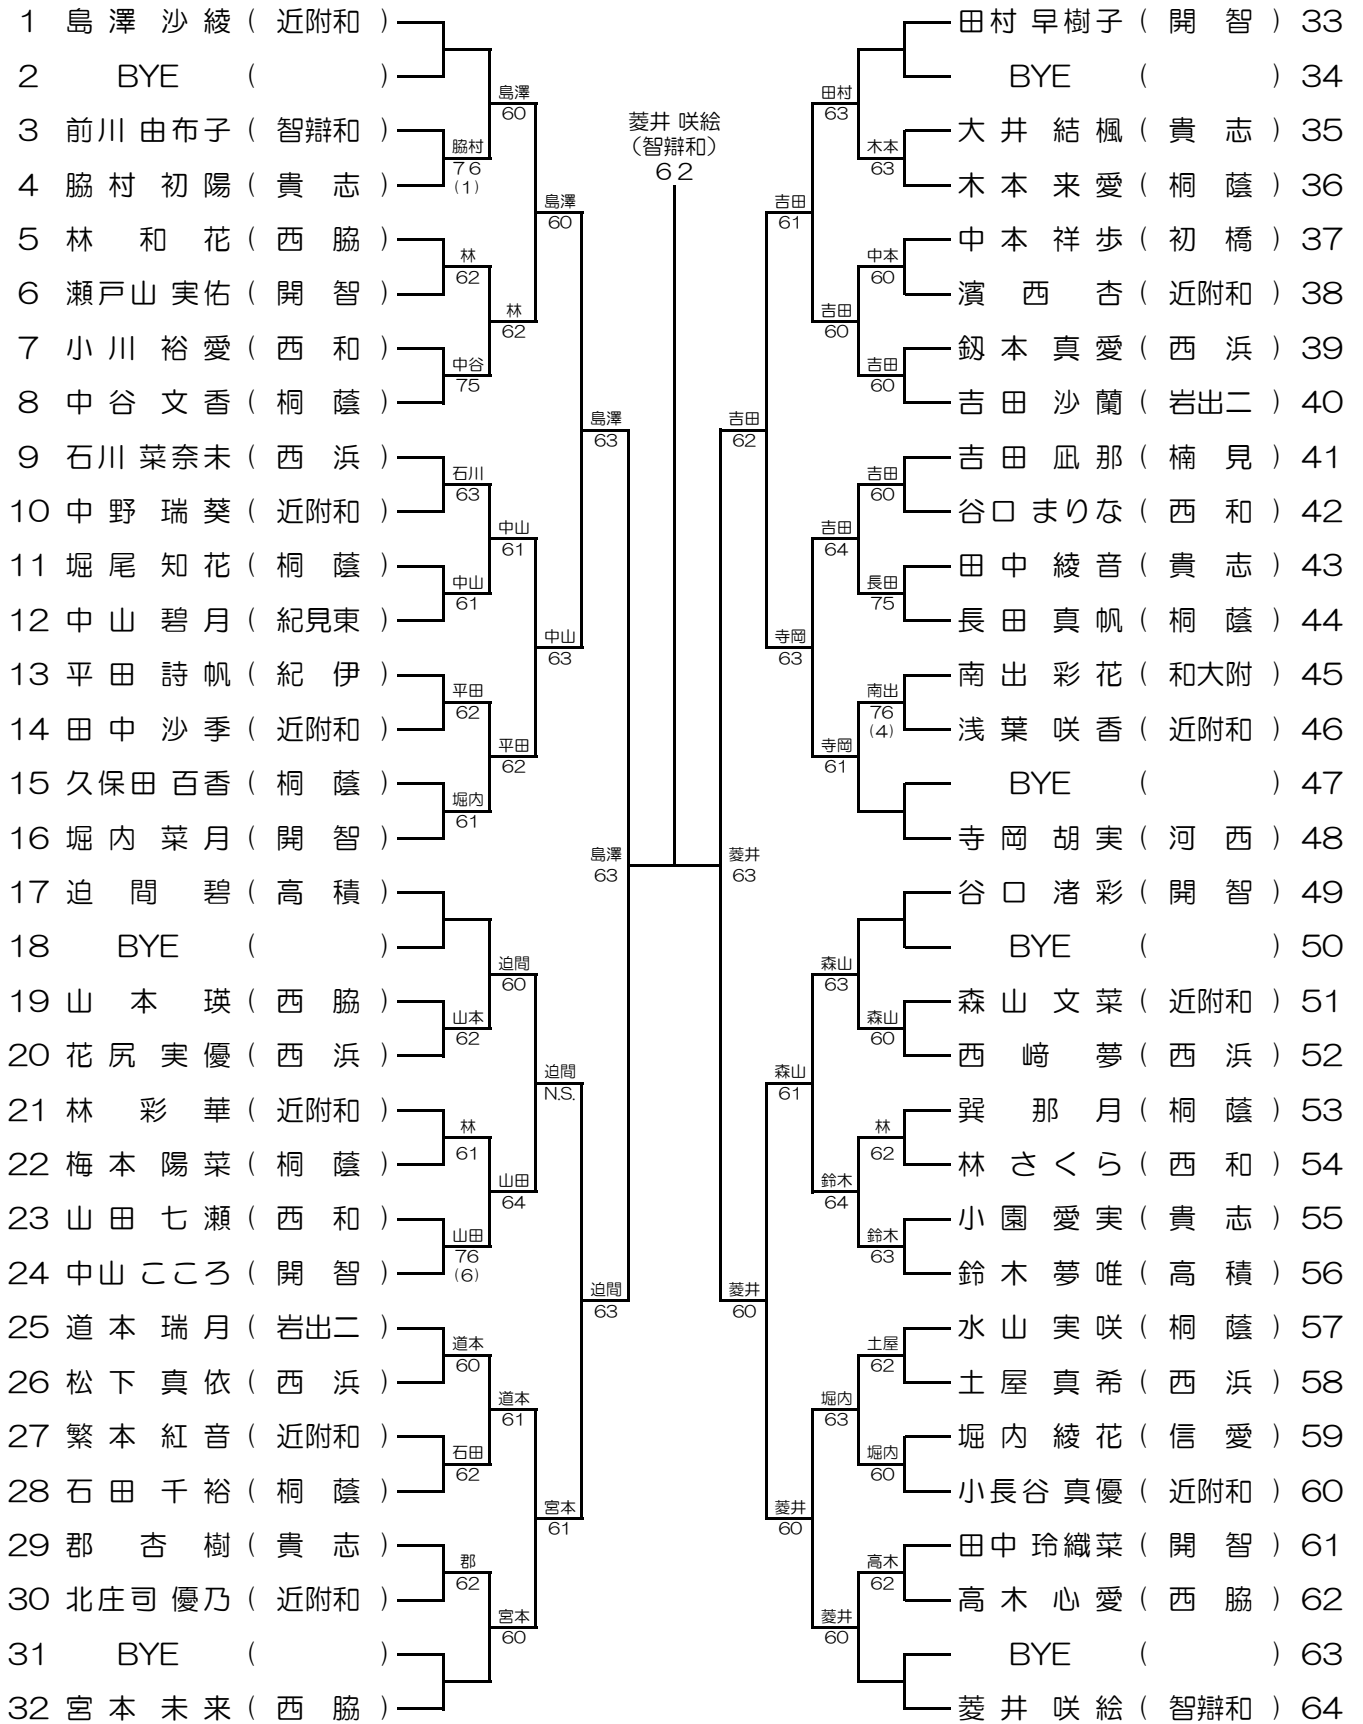 1 島澤 沙綾 ( 近附和 )
2 BYE ( )
3 前川 由布子 ( 智辯和 )
4 脇村 初陽 ( 貴志 )
5 林 和花 ( 西脇 )
6 瀬戸山 実佑 ( 開智 )
7 小川 裕愛 ( 西和 )
8 中谷 文香 ( 桐蔭 )
9 石川 菜奈未 ( 西浜 )
10 中野 瑞葵 ( 近附和 )
11 堀尾 知花 ( 桐蔭 )
12 中山 碧月 ( 紀見東 )
13 平田 詩帆 ( 紀伊 )
14 田中 沙季 ( 近附和 )
15 久保田 百香 ( 桐蔭 )
16 堀内 菜月 ( 開智 )
17 迫間 碧 ( 高積 )
18 BYE ( )
19 山本 瑛 ( 西脇 )
20 花尻 実優 ( 西浜 )
21 林 彩華 ( 近附和 )
22 梅本 陽菜 ( 桐蔭 )
23 山田 七瀬 ( 西和 )
24 中山 こころ ( 開智 )
25 道本 瑞月 ( 岩出二 )
26 松下 真依 ( 西浜 )
27 繁本 紅音 ( 近附和 )
28 石田 千裕 ( 桐蔭 )
29 郡 杏樹 ( 貴志 )
30 北庄司 優乃 ( 近附和 )
31 BYE ( )
32 宮本 未来 ( 西脇 )
脇村
76
(1)
林
62
中谷
75
石川
63
中山
61
平田
62
堀内
61
山本
62
林
61
山田
76
(6)
道本
60
石田
62
郡
62
島澤
60
林
62
中山
61
平田
62
迫間
60
山田
64
道本
61
宮本
60
島澤
60
中山
63
迫間
N.S.
宮本
61
島澤
63
迫間
63
島澤
63
菱井 咲絵
(智辯和)
62
菱井
63
吉田
62
菱井
60
吉田
61
寺岡
63
森山
61
菱井
60
田村
63
吉田
60
吉田
64
寺岡
61
森山
63
鈴木
64
堀内
63
菱井
60
木本
63
中本
60
吉田
60
吉田
60
長田
75
南出
76
(4)
森山
60
林
62
鈴木
63
土屋
62
堀内
60
高木
62
田村 早樹子 ( 開智 ) 33
BYE ( ) 34
大井 結楓 ( 貴志 ) 35
木本 来愛 ( 桐蔭 ) 36
中本 祥歩 ( 初橋 ) 37
濱西 杏 ( 近附和 ) 38
釼本 真愛 ( 西浜 ) 39
吉田 沙蘭 ( 岩出二 ) 40
吉田 凪那 ( 楠見 ) 41
谷口 まりな ( 西和 ) 42
田中 綾音 ( 貴志 ) 43
長田 真帆 ( 桐蔭 ) 44
南出 彩花 ( 和大附 ) 45
浅葉 咲香 ( 近附和 ) 46
BYE ( ) 47
寺岡 胡実 ( 河西 ) 48
谷口 渚彩 ( 開智 ) 49
BYE ( ) 50
森山 文菜 ( 近附和 ) 51
西﨑 夢 ( 西浜 ) 52
巽 那月 ( 桐蔭 ) 53
林 さくら ( 西和 ) 54
小園 愛実 ( 貴志 ) 55
鈴木 夢唯 ( 高積 ) 56
水山 実咲 ( 桐蔭 ) 57
土屋 真希 ( 西浜 ) 58
堀内 綾花 ( 信愛 ) 59
小長谷 真優 ( 近附和 ) 60
田中 玲織菜 ( 開智 ) 61
高木 心愛 ( 西脇 ) 62
BYE ( ) 63
菱井 咲絵 ( 智辯和 ) 64